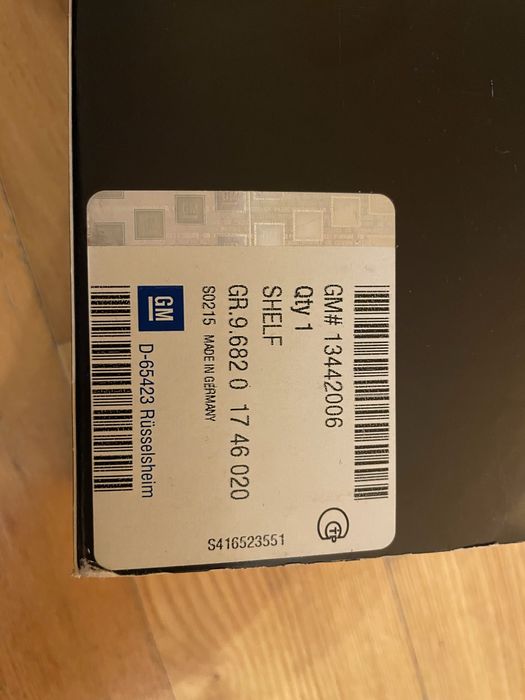 GM# 13442006
Qty 1
SHELF
GR.9.682 0 17 46 020
S0215 MADE IN GERMANY
S416523551
GM
D-65423 Rüsselsheim